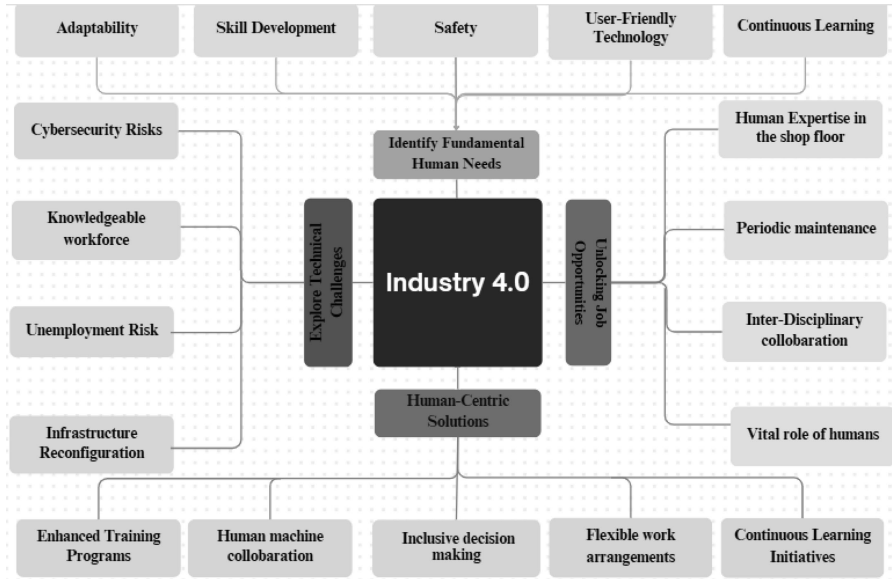 Adaptability
Skill Development
Safety
User-Friendly
Technology
Continuous Learning
Cybersecurity Risks
Identify Fundamental
Human Needs
Human Expertise in
the shop floor
Knowledgeable
workforce
Explore Technical
Challenges
Industry 4.0
Unlocking Job
Opportunities
Periodic maintenance
Unemployment Risk
Inter-Disciplinary
collobaration
Human-Centric
Solutions
Infrastructure
Reconfiguration
Vital role of humans
Enhanced Training
Programs
Human machine
collobaration
Inclusive decision
making
Flexible work
arrangements
Continuous Learning
Initiatives